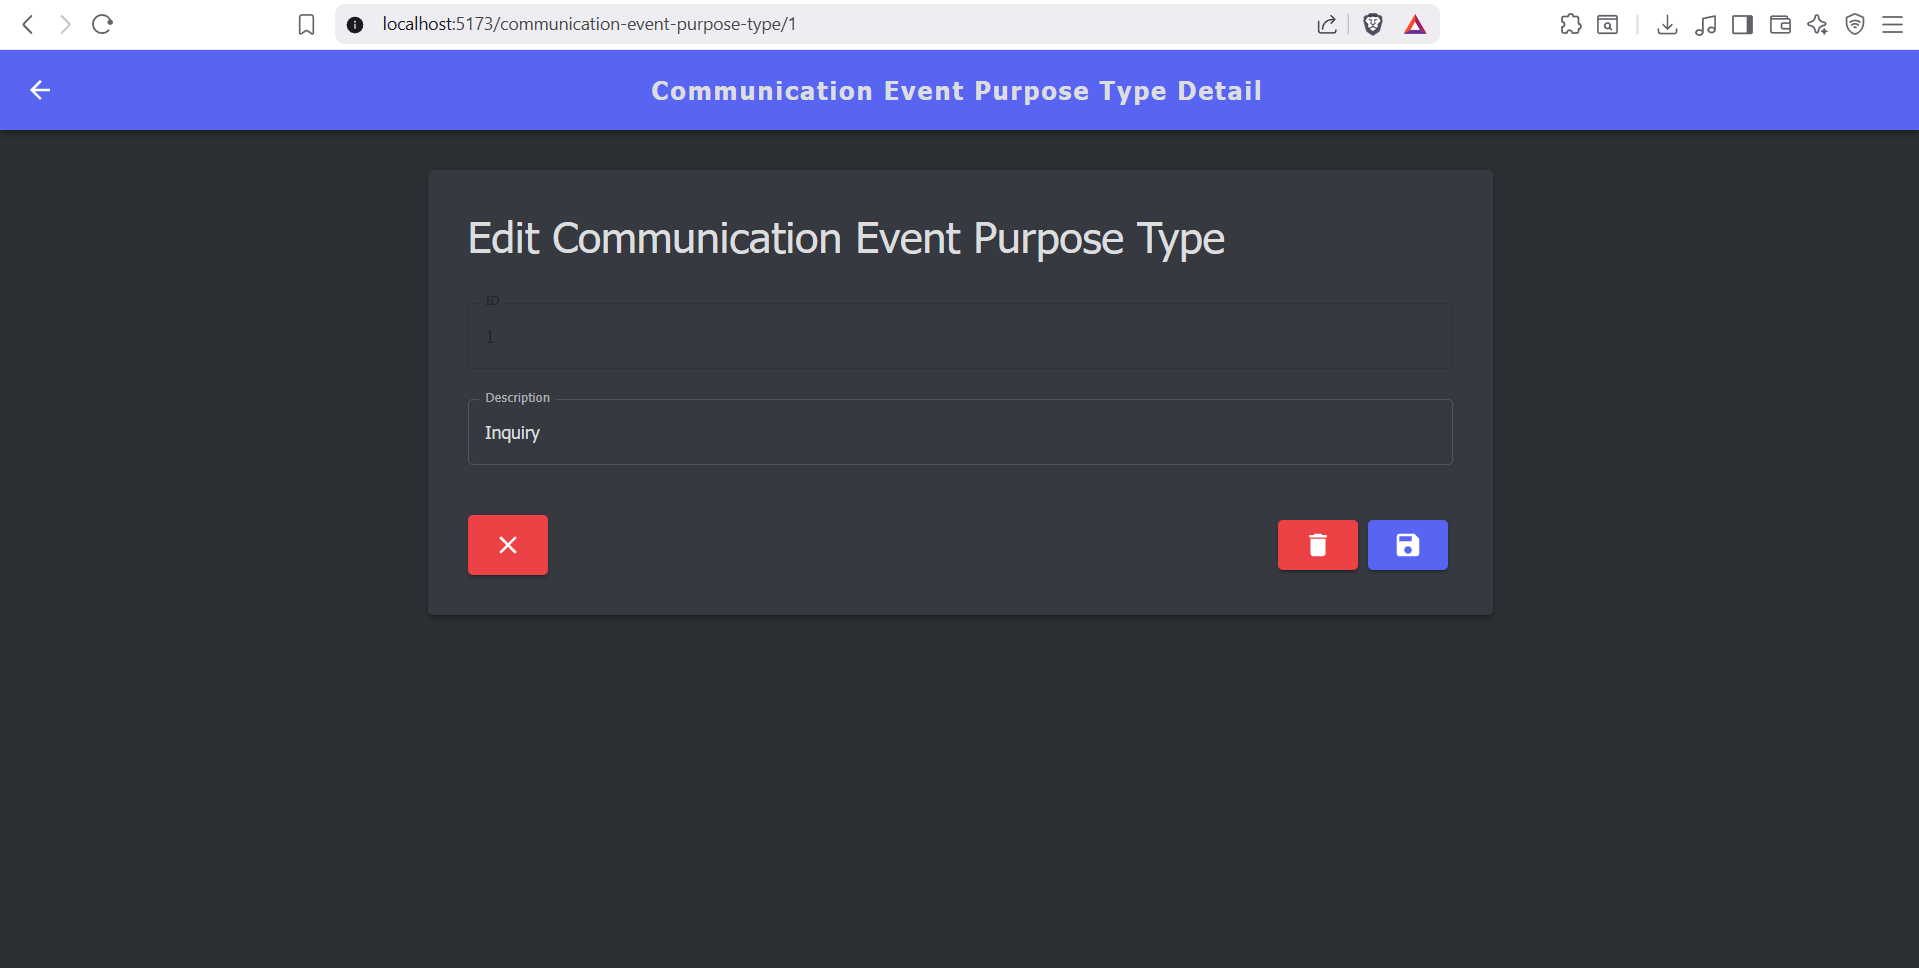 localhost:5173/communication-event-purpose-type/1
Communication Event Purpose Type Detail
Edit Communication Event Purpose Type
ID
1
Description
Inquiry